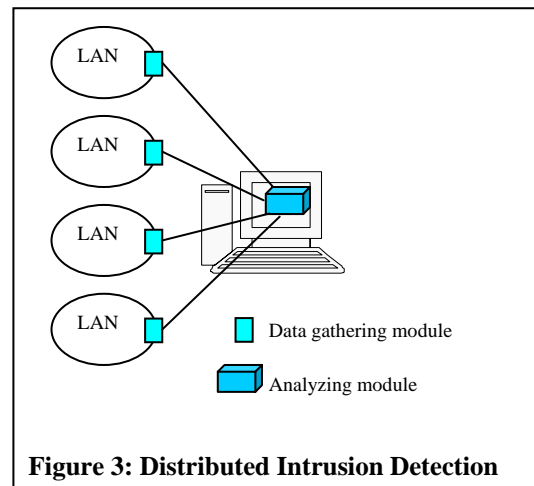 LAN
LAN
LAN
LAN
Data gathering module
Analyzing module
Figure 3: Distributed Intrusion Detection